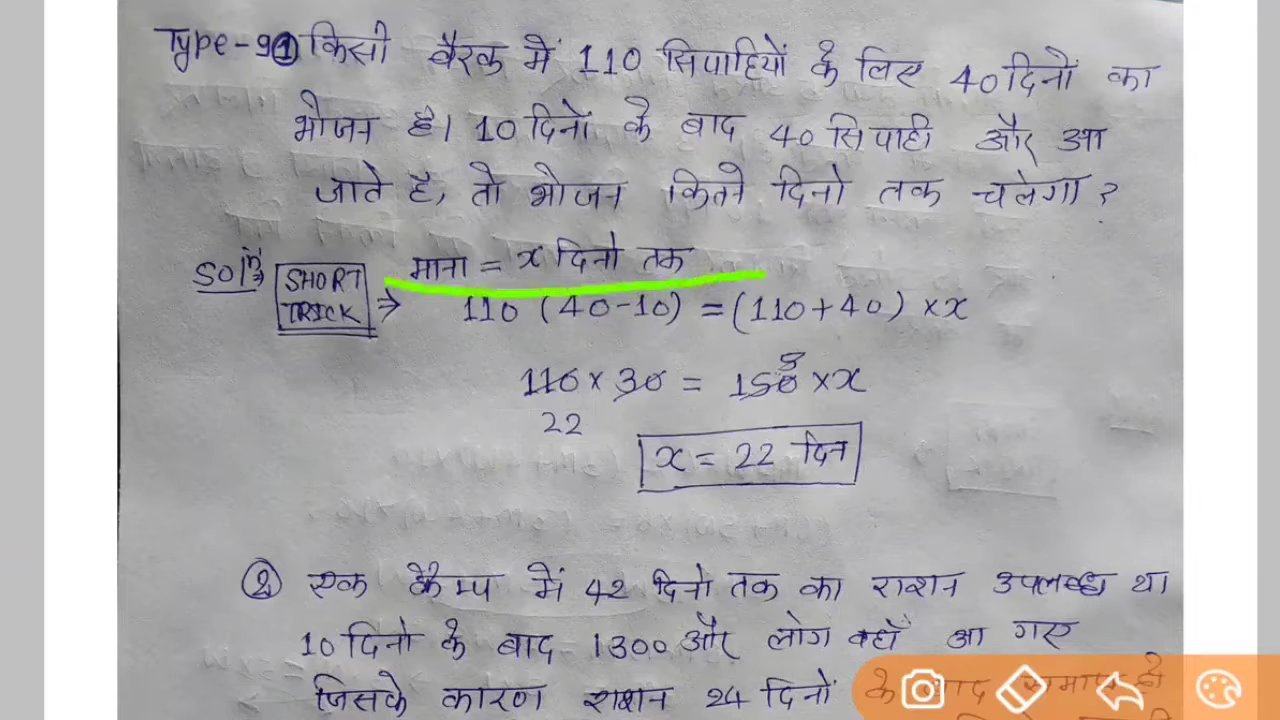 Type-9 ① किसी बैरक में 110 सिपाहियों के लिए 40 दिनों का
भोजन है। 10 दिनों के बाद 40 सिपाही और आ
जाते है, तो भोजन कितने दिनो तक चलेगा?
Solⁿ⇒ SHORT TRICK ⇒ माना = x दिनो तक
110 (40-10) = (110+40) × x
110 × 30 = 150 × x
5
22
x = 22 दिन
② एक कैम्प में 42 दिनो तक का राशन उपलब्ध था
10 दिनो के बाद 1300 और लोग वहाँ आ गए
जिसके कारण राशन 24 दिनों के बाद